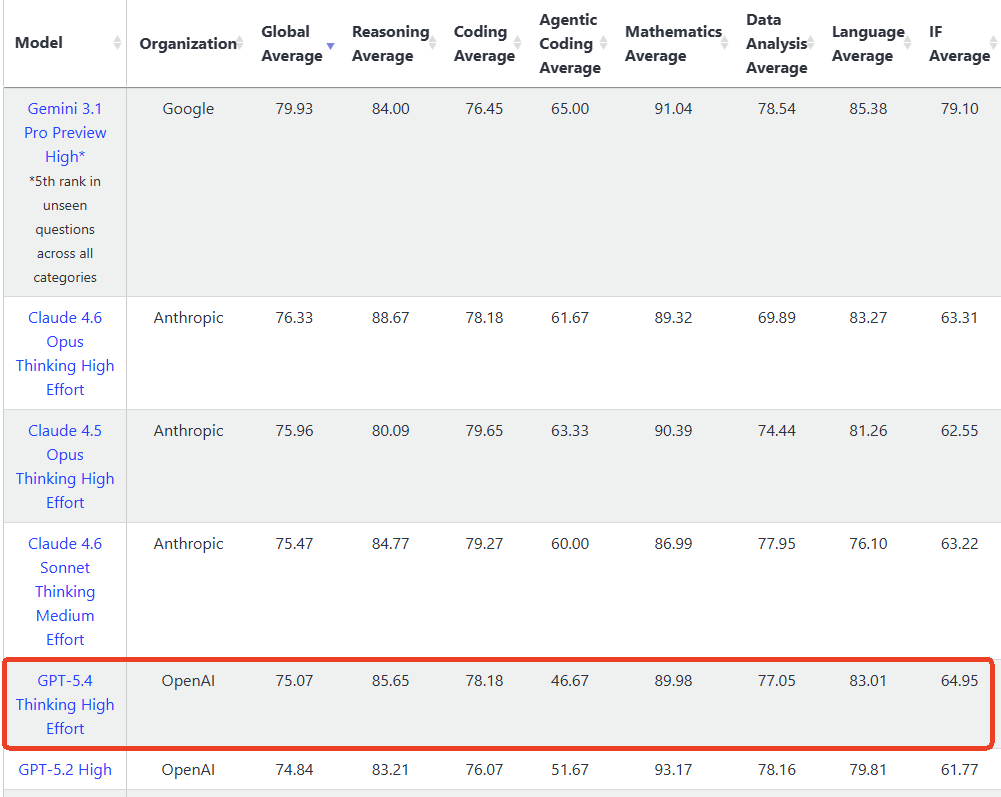 Model Organization Global Average Reasoning Average Coding Average Agentic Coding Average Mathematics Average Data Analysis Average Language Average IF Average
Gemini 3.1 Pro Preview High* Google 79.93 84.00 76.45 65.00 91.04 78.54 85.38 79.10
*5th rank in
unseen
questions
across all
categories
Claude 4.6 Opus Thinking High Effort Anthropic 76.33 88.67 78.18 61.67 89.32 69.89 83.27 63.31
Claude 4.5 Opus Thinking High Effort Anthropic 75.96 80.09 79.65 63.33 90.39 74.44 81.26 62.55
Claude 4.6 Sonnet Thinking Medium Effort Anthropic 75.47 84.77 79.27 60.00 86.99 77.95 76.10 63.22
GPT-5.4 Thinking High Effort OpenAI 75.07 85.65 78.18 46.67 89.98 77.05 83.01 64.95
GPT-5.2 High OpenAI 74.84 83.21 76.07 51.67 93.17 78.16 79.81 61.77